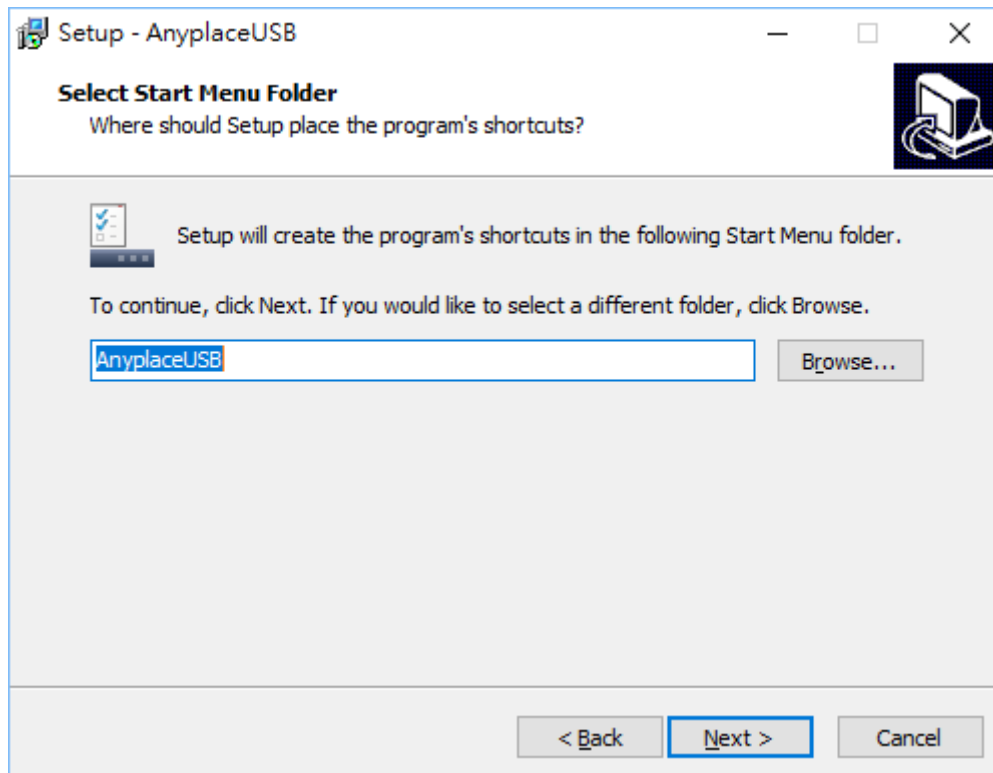 Setup - AnyplaceUSB
Select Start Menu Folder
Where should Setup place the program's shortcuts?
Setup will create the program's shortcuts in the following Start Menu folder.
To continue, click Next. If you would like to select a different folder, click Browse.
AnyplaceUSB
Browse...
< Back
Next >
Cancel